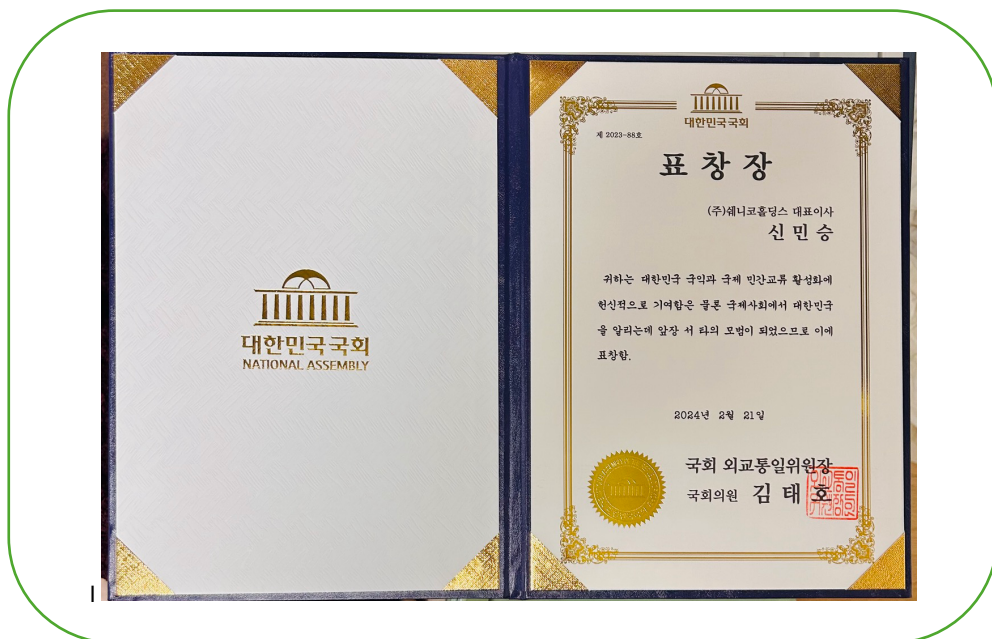 대한민국국회
NATIONAL ASSEMBLY
대한민국국회
제 2023-88호
표 창 장
(주)쉐니코홀딩스 대표이사
신 민 승
귀하는 대한민국 국익과 국제 민간교류 활성화에
헌신적으로 기여함은 물론 국제사회에서 대한민국
을 알리는데 앞장 서 타의 모범이 되었으므로 이에
표창함.
2024년 2월 21일
국회 외교통일위원장
국회의원 김 태 호